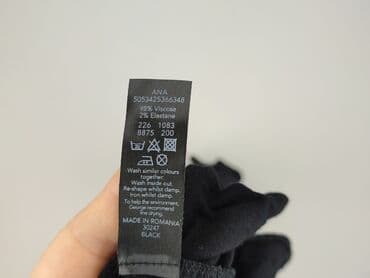 ANA
5053425366348
98% Viscose
2% Elastane
226 1083
8875 200
Wash similar colours
together.
Wash inside out.
Re-shape whilst damp.
Iron whilst damp.
To help the environment,
George recommend
line drying.
MADE IN ROMANIA
30247
BLACK